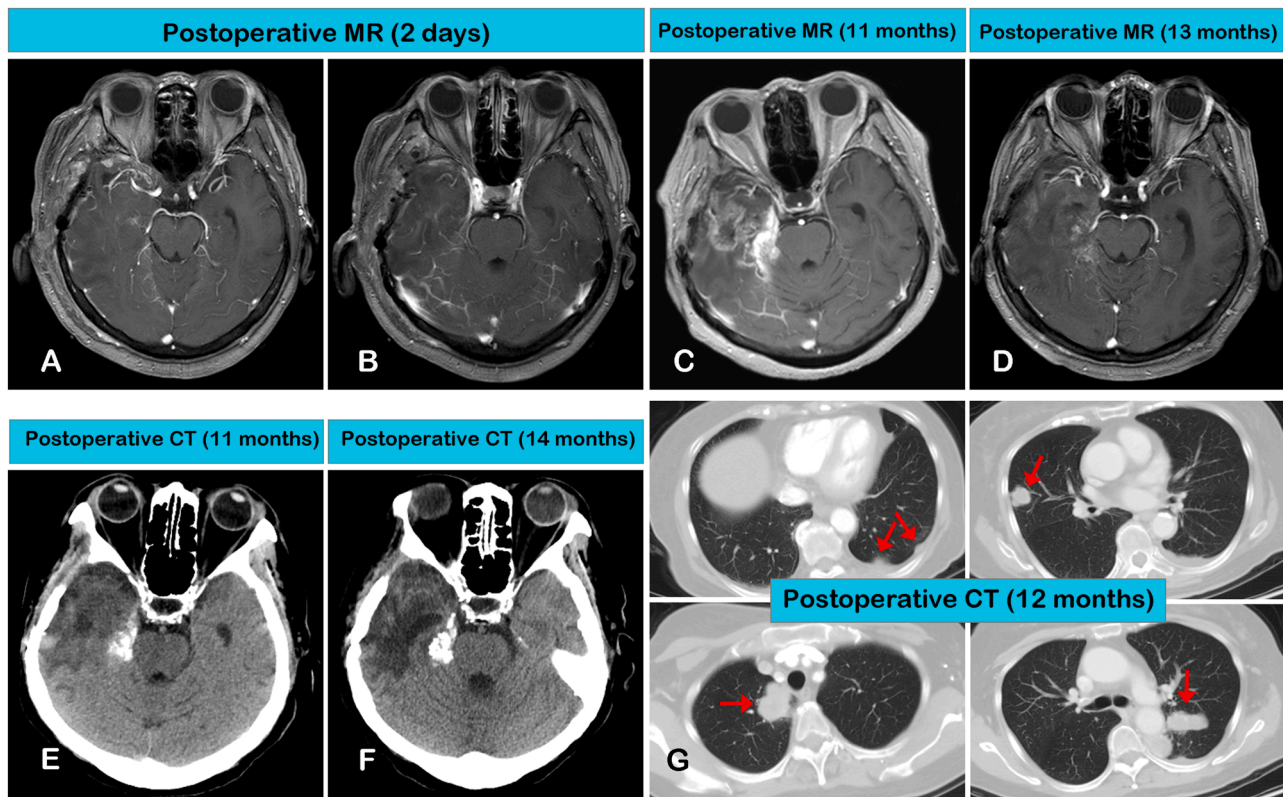 Postoperative MR (2 days)
Postoperative MR (11 months)
Postoperative MR (13 months)
A
B
C
D
Postoperative CT (11 months)
Postoperative CT (14 months)
Postoperative CT (12 months)
E
F
G